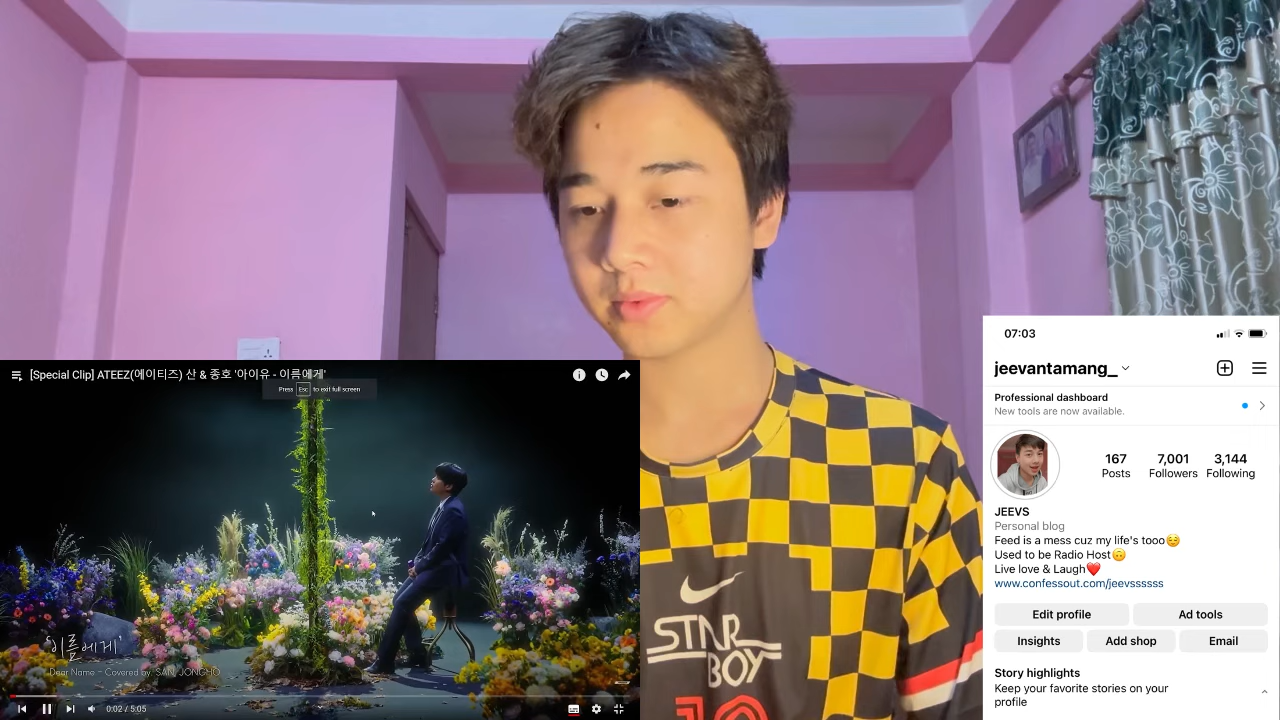 [Special Clip] ATEEZ(에이티즈) 산 & 종호 '아이유 - 이름에게'
Press Esc to exit full screen
'이름에게'
Dear Name - Covered by. SAN, JONGHO
0:02 / 5:05
STAR
BOY
10
07:03
jeevantamang_
Professional dashboard
New tools are now available.
167 7,001 3,144
Posts Followers Following
JEEVS
Personal blog
Feed is a mess cuz my life's tooo😌
Used to be Radio Host🙃
Live love & Laugh❤️
www.confessout.com/jeevssssss
Edit profile Ad tools
Insights Add shop Email
Story highlights
Keep your favorite stories on your
profile